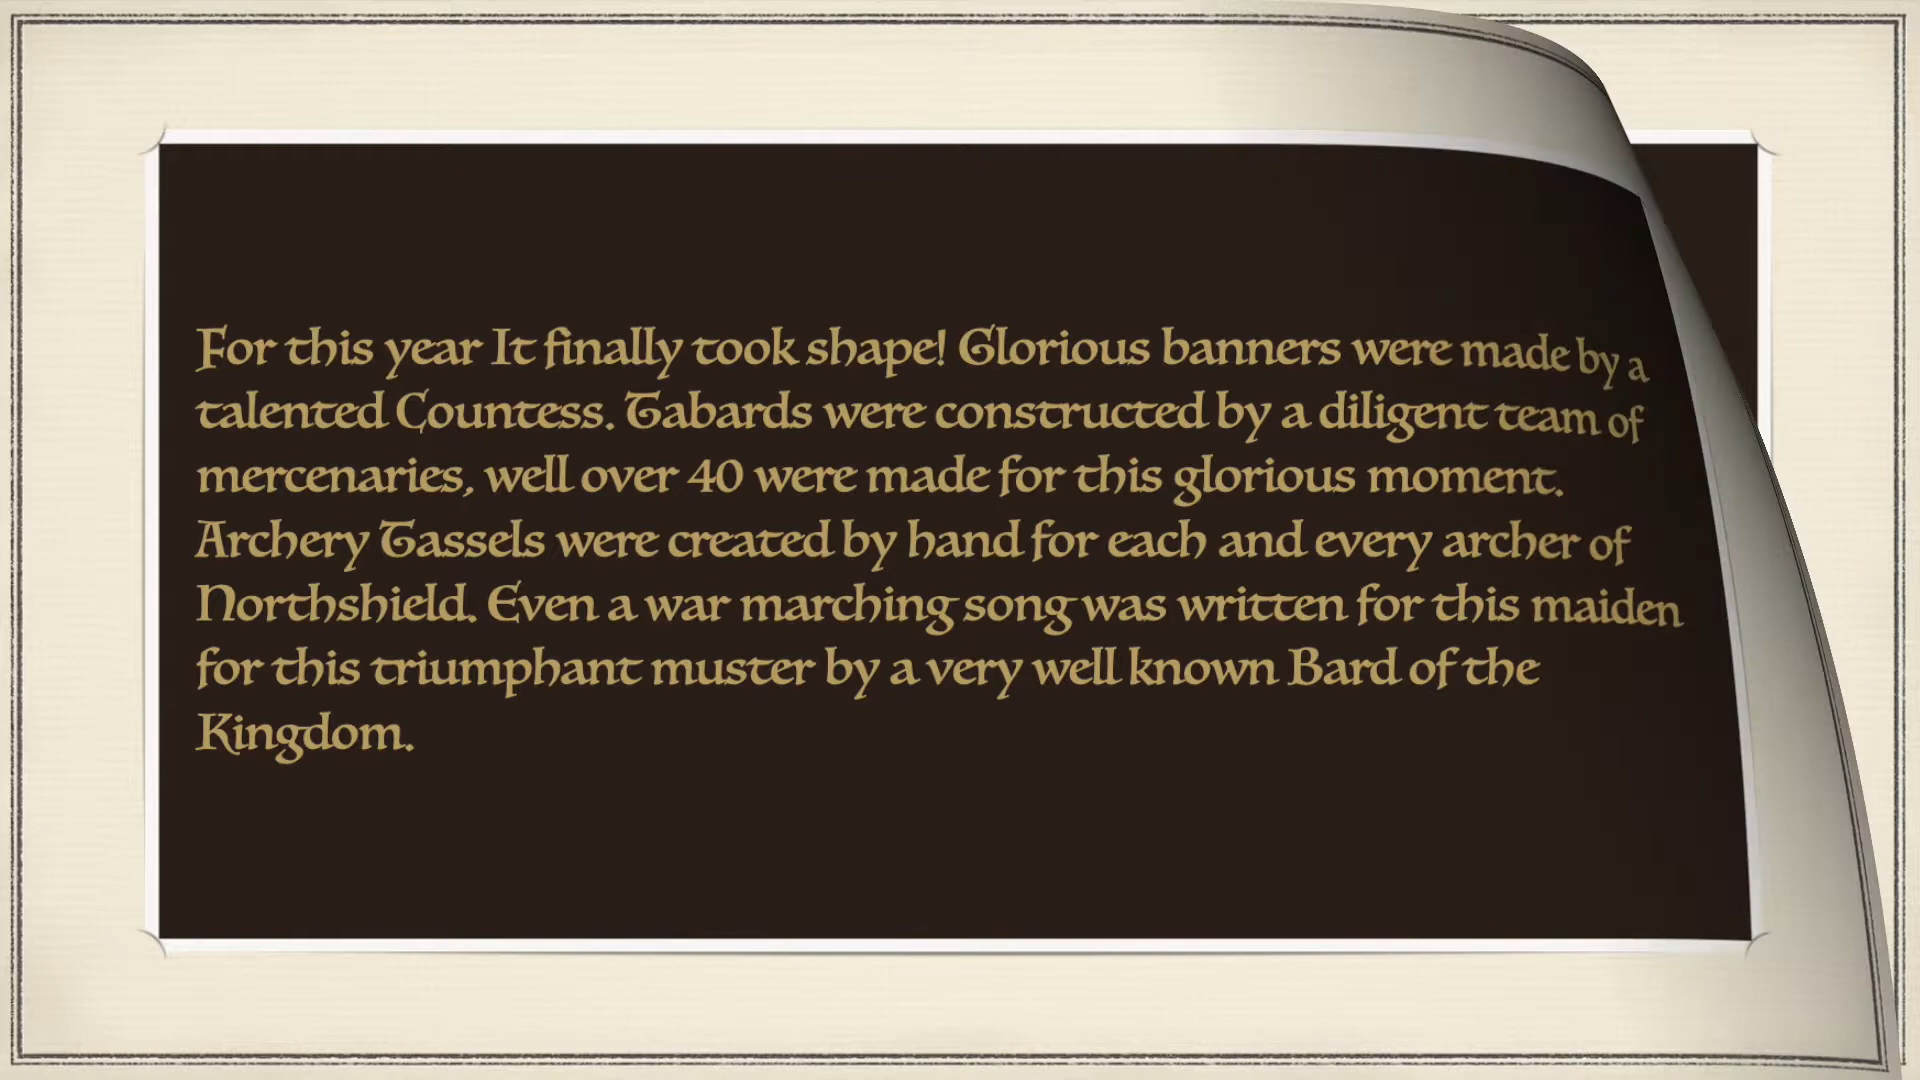 For this year It finally took shape! Glorious banners were made by a
talented Countess. Tabards were constructed by a diligent team of
mercenaries, well over 40 were made for this glorious moment.
Archery Tassels were created by hand for each and every archer of
Northshield. Even a war marching song was written for this maiden
for this triumphant muster by a very well known Bard of the
Kingdom.